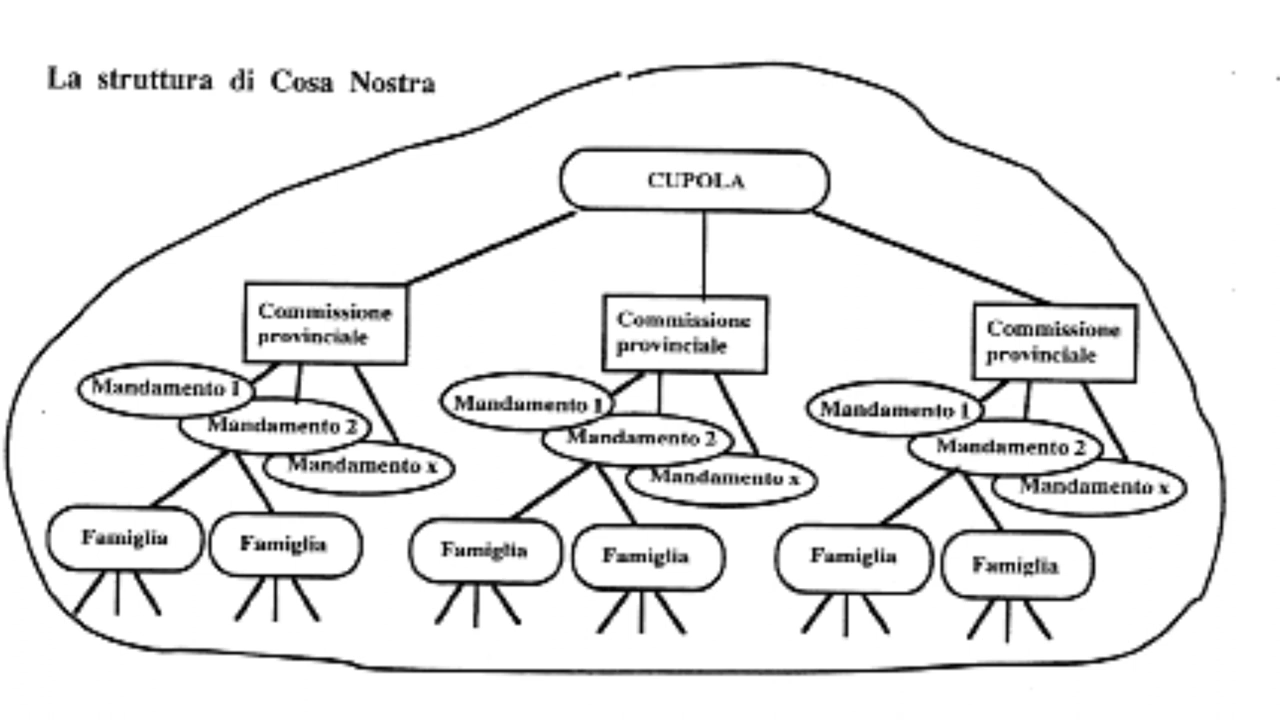 La struttura di Cosa Nostra
CUPOLA
Commissione
provinciale
Commissione
provinciale
Commissione
provinciale
Mandamento 1
Mandamento 2
Mandamento x
Mandamento 1
Mandamento 2
Mandamento x
Mandamento 1
Mandamento 2
Mandamento x
Famiglia
Famiglia
Famiglia
Famiglia
Famiglia
Famiglia